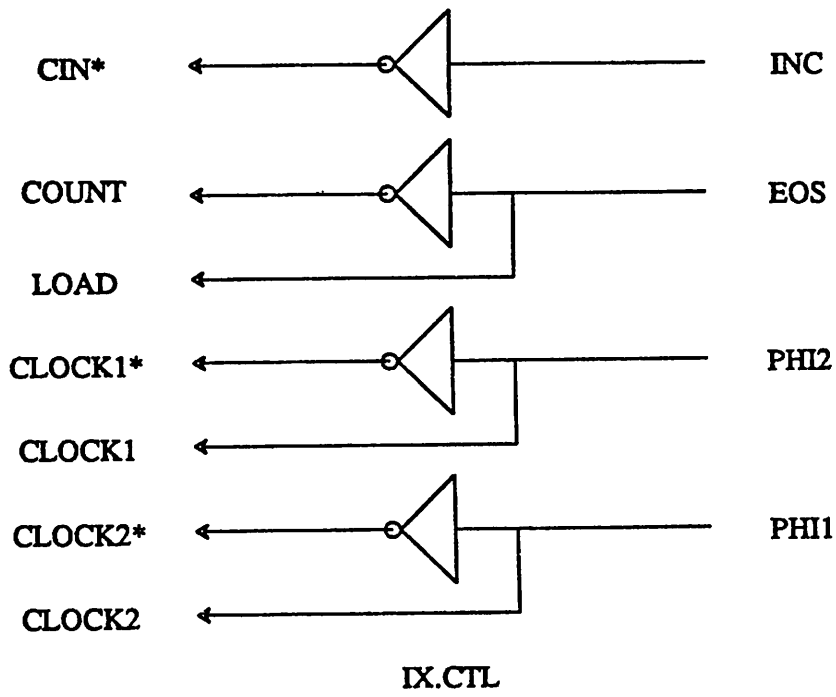 CIN* INC
COUNT EOS
LOAD
CLOCK1* PHI2
CLOCK1
CLOCK2* PHI1
CLOCK2
IX.CTL